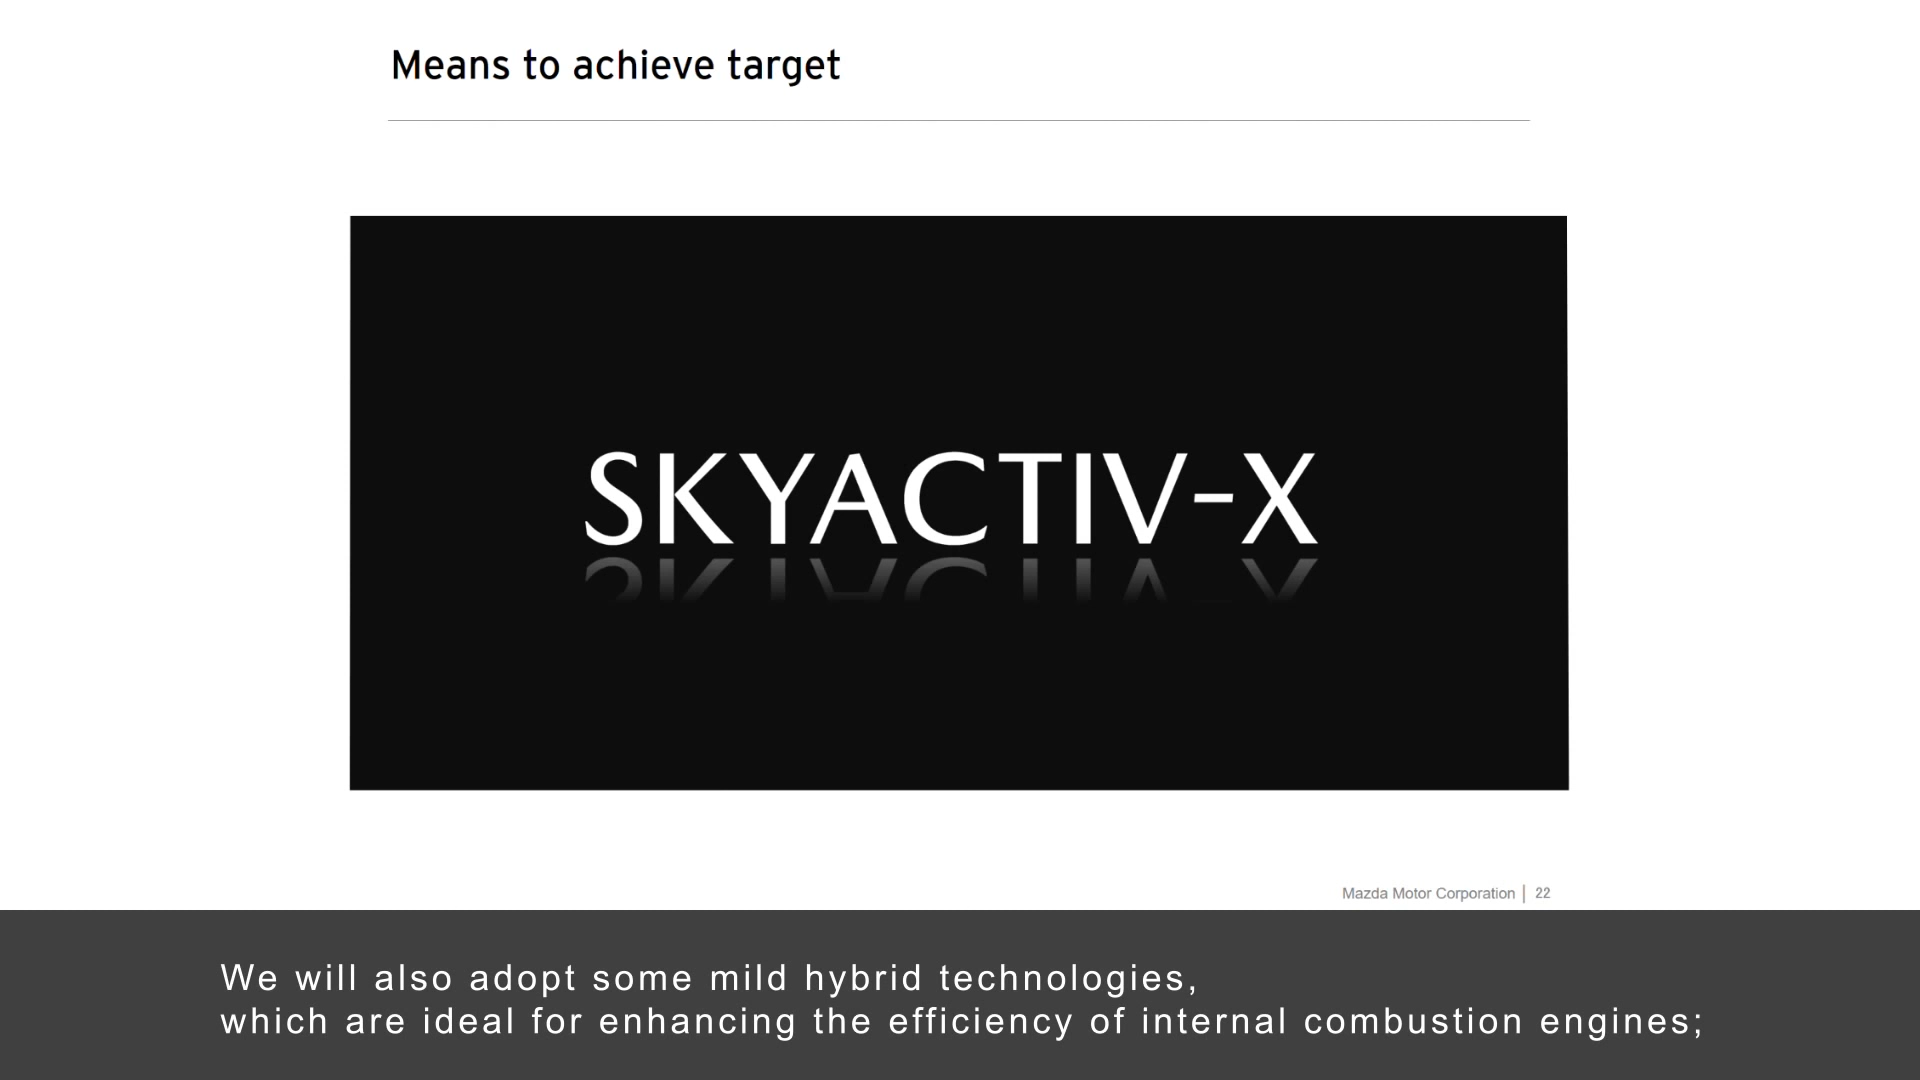 Means to achieve target
SKYACTIV-X
Mazda Motor Corporation | 22
We will also adopt some mild hybrid technologies,
which are ideal for enhancing the efficiency of internal combustion engines;